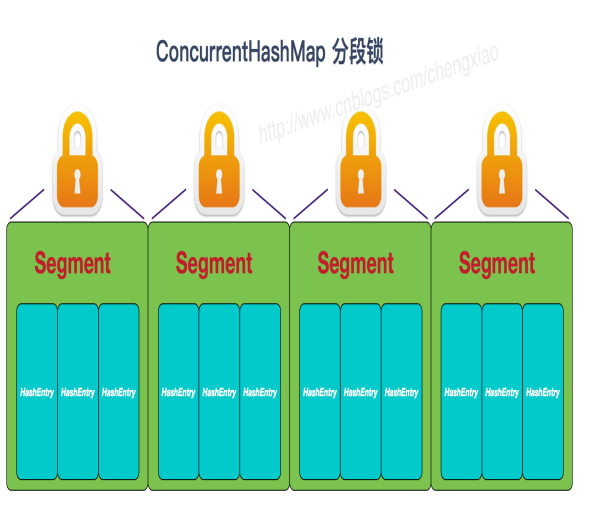 ConcurrentHashMap 分段锁
http://www.cnblogs.com/chengxiao
Segment Segment Segment Segment
HashEntry HashEntry HashEntry HashEntry HashEntry HashEntry HashEntry HashEntry HashEntry HashEntry HashEntry HashEntry